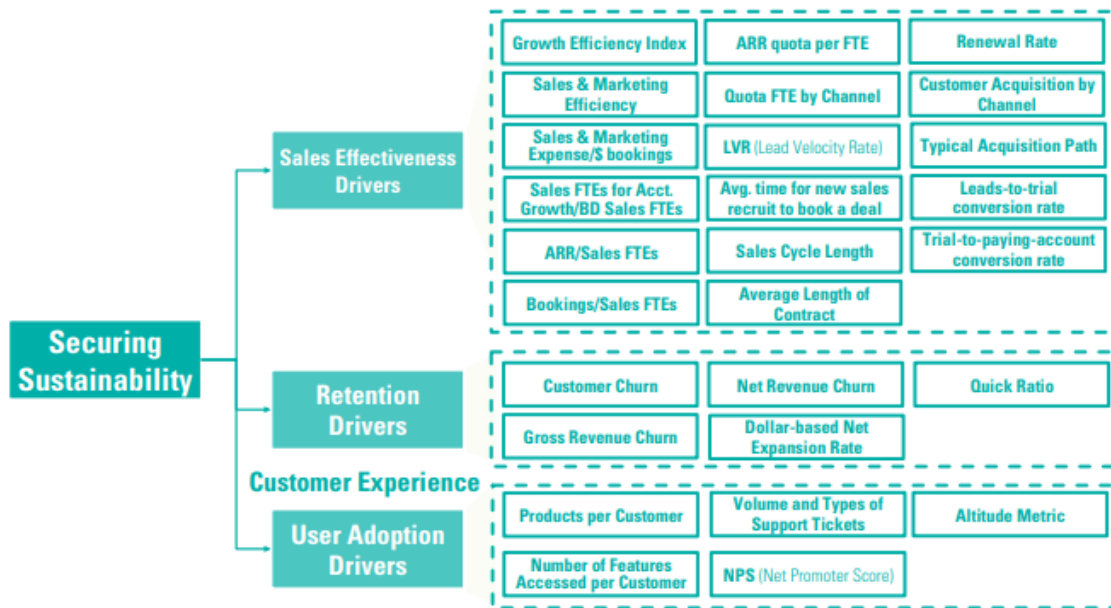 Growth Efficiency Index
ARR quota per FTE
Renewal Rate
Sales & Marketing
Efficiency
Quota FTE by Channel
Customer Acquisition by
Channel
Sales & Marketing
Expense/$ bookings
LVR (Lead Velocity Rate)
Typical Acquisition Path
Sales Effectiveness
Drivers
Sales FTEs for Acct.
Growth/BD Sales FTEs
Avg. time for new sales
recruit to book a deal
Leads-to-trial
conversion rate
ARR/Sales FTEs
Sales Cycle Length
Trial-to-paying-account
conversion rate
Bookings/Sales FTEs
Average Length of
Contract
Securing
Sustainability
Retention
Drivers
Customer Churn
Net Revenue Churn
Quick Ratio
Gross Revenue Churn
Dollar-based Net
Expansion Rate
Customer Experience
User Adoption
Drivers
Products per Customer
Volume and Types of
Support Tickets
Altitude Metric
Number of Features
Accessed per Customer
NPS (Net Promoter Score)